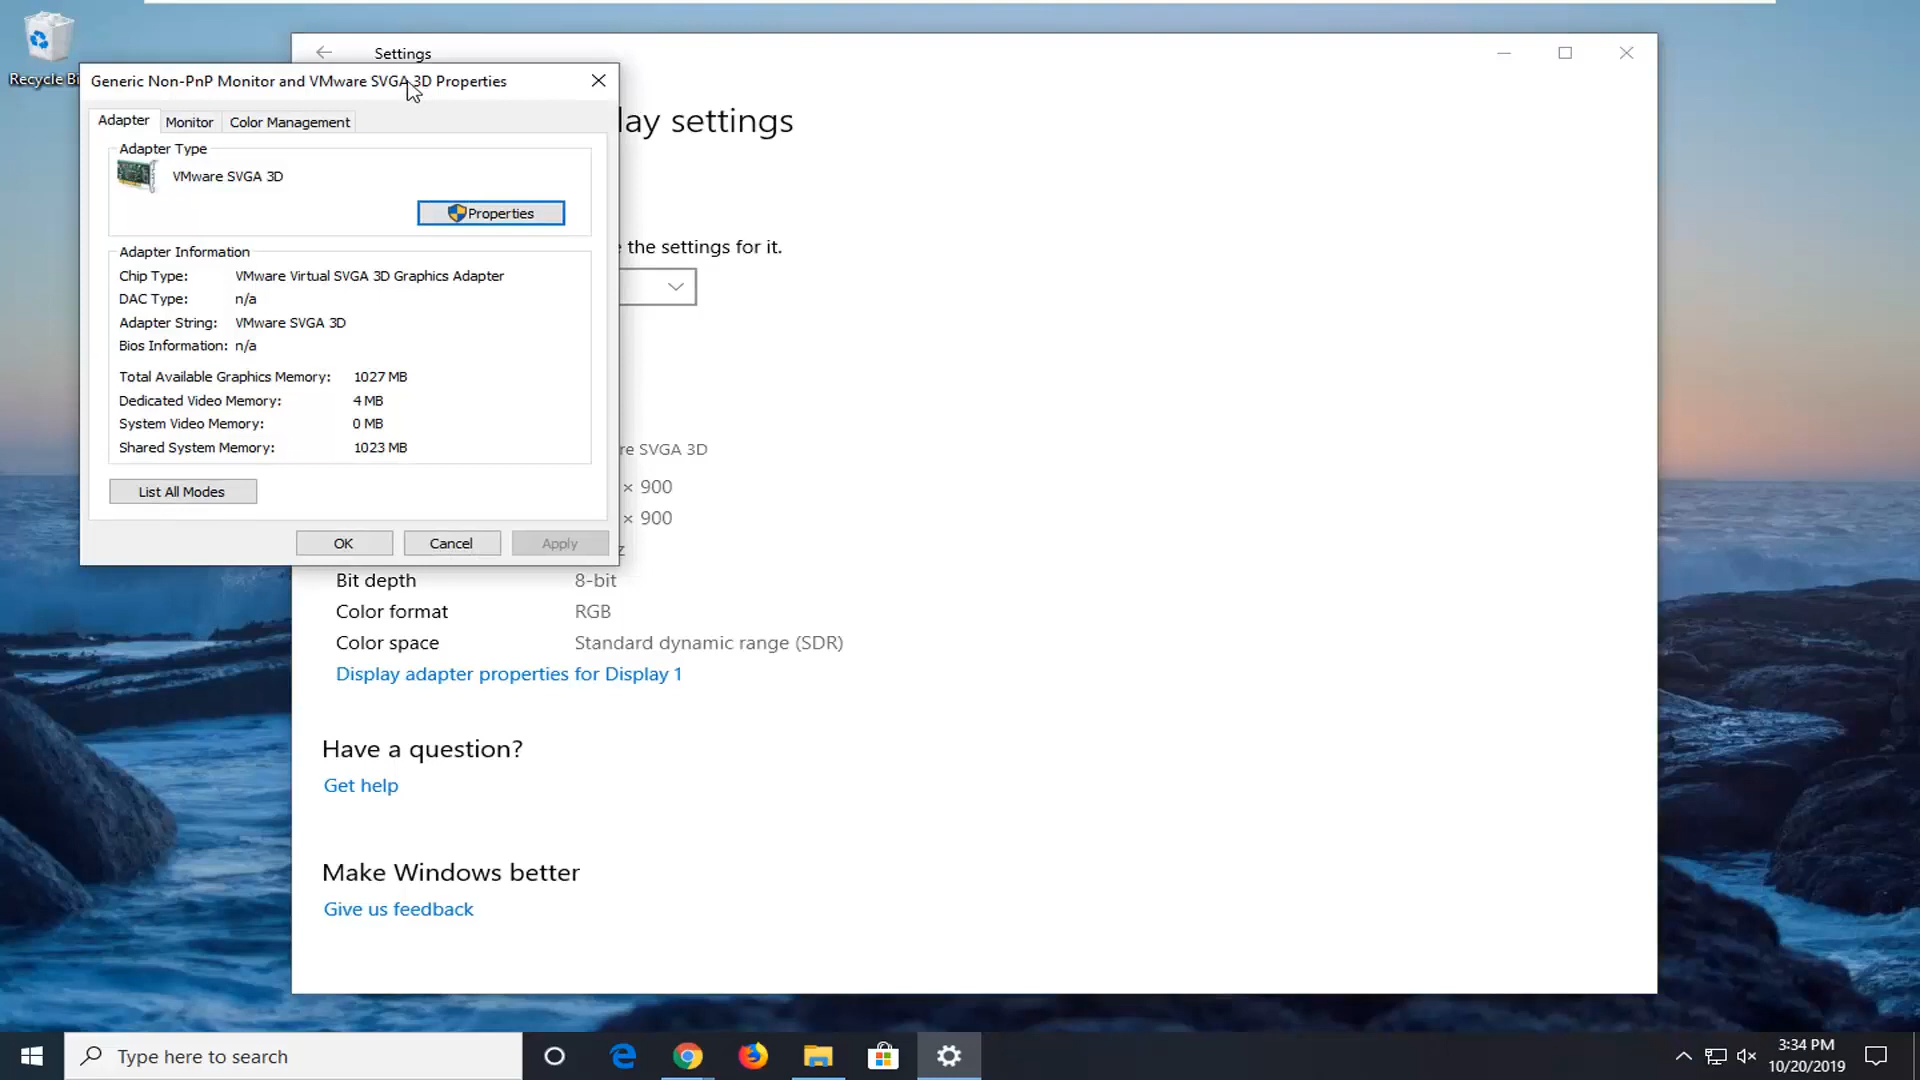 Recycle Bi
Settings
Generic Non-PnP Monitor and VMware SVGA 3D Properties
Adapter Monitor Color Management
lay settings
Adapter Type
VMware SVGA 3D
Properties
e the settings for it.
Adapter Information
Chip Type: VMware Virtual SVGA 3D Graphics Adapter
DAC Type: n/a
Adapter String: VMware SVGA 3D
Bios Information: n/a
Total Available Graphics Memory: 1027 MB
Dedicated Video Memory: 4 MB
System Video Memory: 0 MB
Shared System Memory: 1023 MB
re SVGA 3D
× 900
× 900
z
List All Modes
OK Cancel Apply
Bit depth 8-bit
Color format RGB
Color space Standard dynamic range (SDR)
Display adapter properties for Display 1
Have a question?
Get help
Make Windows better
Give us feedback
Type here to search
3:34 PM
10/20/2019